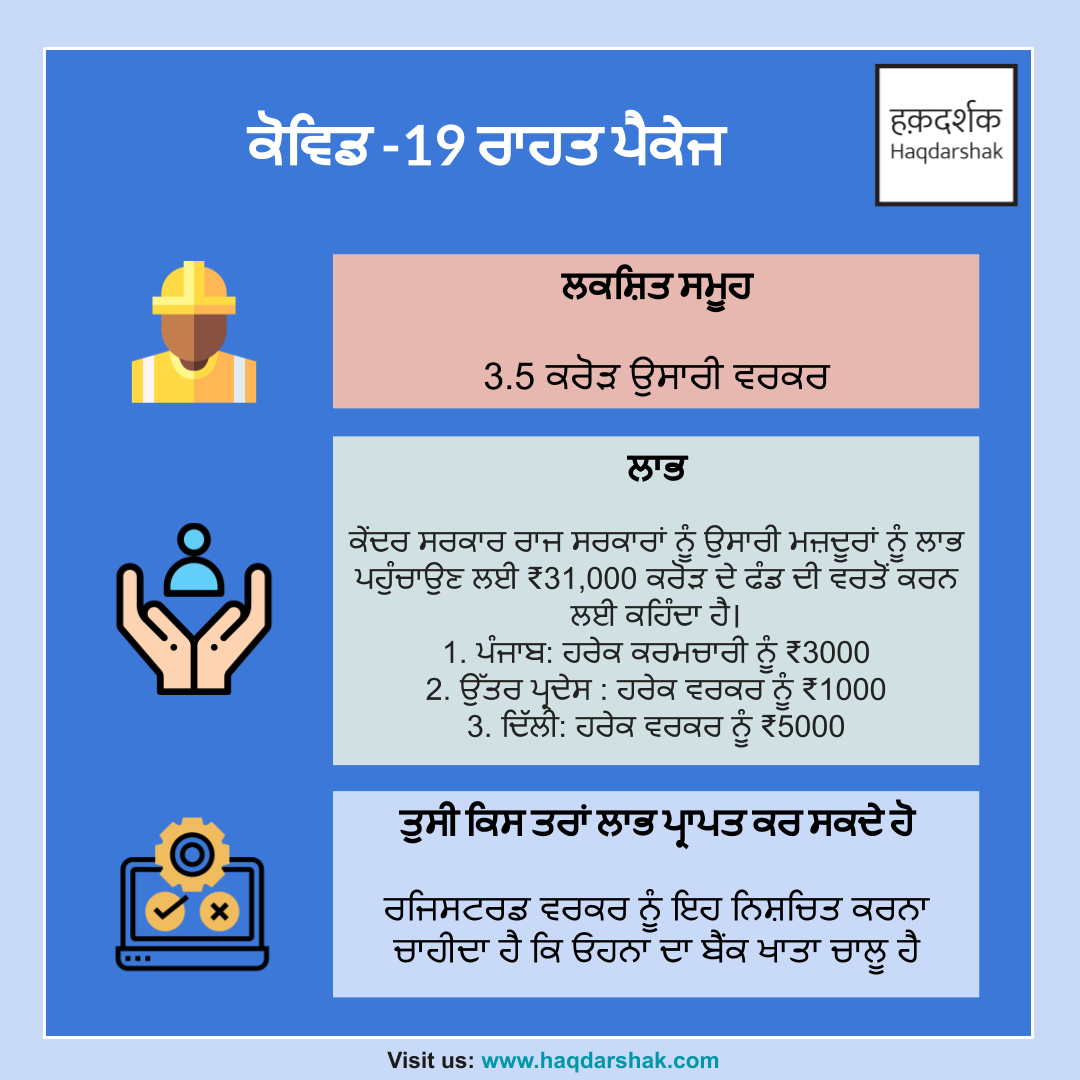 ਕੋਵਿਡ -19 ਰਾਹਤ ਪੈਕੇਜ
हक़दर्शक
Haqdarshak
ਲਕਸ਼ਿਤ ਸਮੂਹ
3.5 ਕਰੋੜ ਉਸਾਰੀ ਵਰਕਰ
ਲਾਭ
ਕੇਂਦਰ ਸਰਕਾਰ ਰਾਜ ਸਰਕਾਰਾਂ ਨੂੰ ਉਸਾਰੀ ਮਜ਼ਦੂਰਾਂ ਨੂੰ ਲਾਭ
ਪਹੁੰਚਾਉਣ ਲਈ ₹31,000 ਕਰੋੜ ਦੇ ਫੰਡ ਦੀ ਵਰਤੋਂ ਕਰਨ
ਲਈ ਕਹਿੰਦਾ ਹੈ।
1. ਪੰਜਾਬ: ਹਰੇਕ ਕਰਮਚਾਰੀ ਨੂੰ ₹3000
2. ਉੱਤਰ ਪ੍ਰਦੇਸ : ਹਰੇਕ ਵਰਕਰ ਨੂੰ ₹1000
3. ਦਿੱਲੀ: ਹਰੇਕ ਵਰਕਰ ਨੂੰ ₹5000
ਤੁਸੀ ਕਿਸ ਤਰਾਂ ਲਾਭ ਪ੍ਰਾਪਤ ਕਰ ਸਕਦੇ ਹੋ
ਰਜਿਸਟਰਡ ਵਰਕਰ ਨੂੰ ਇਹ ਨਿਸ਼ਚਿਤ ਕਰਨਾ
ਚਾਹੀਦਾ ਹੈ ਕਿ ਓਹਨਾ ਦਾ ਬੈਂਕ ਖਾਤਾ ਚਾਲੂ ਹੈ
Visit us: www.haqdarshak.com